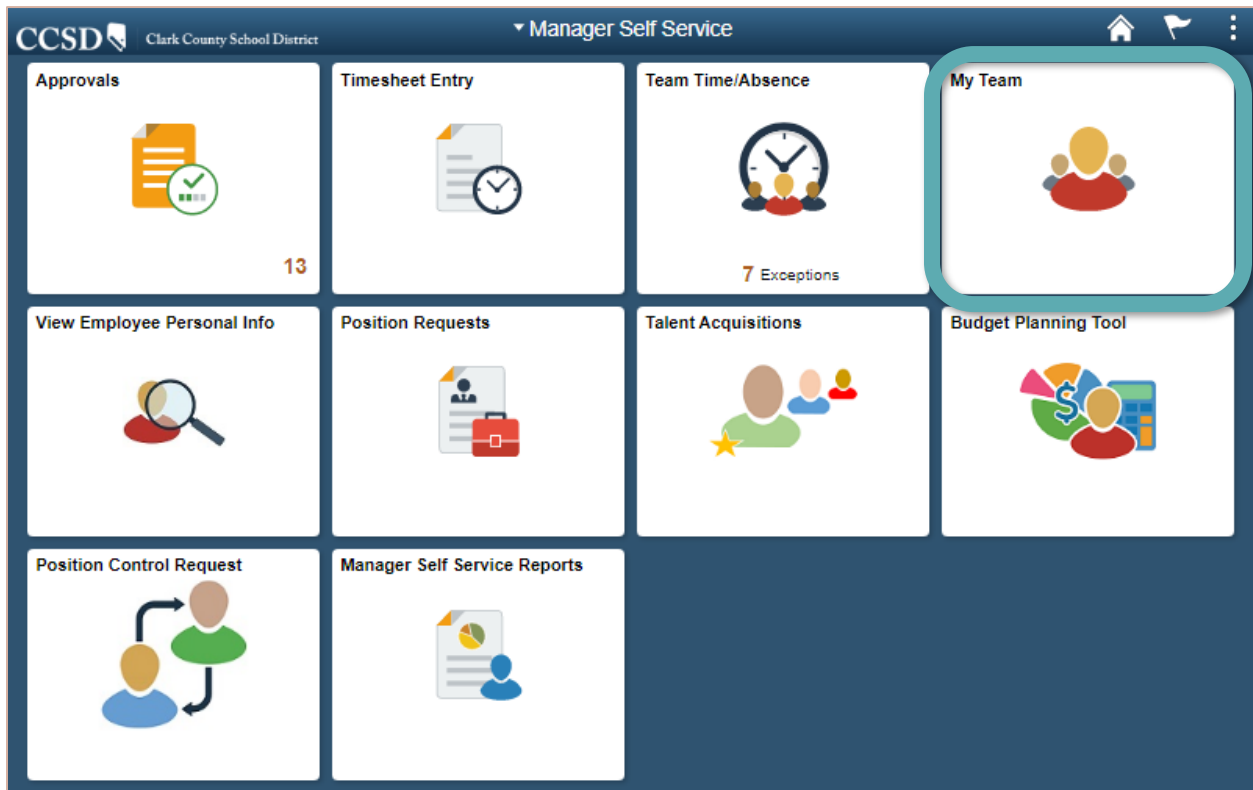 CCSD Clark County School District
Manager Self Service
Approvals
Timesheet Entry
Team Time/Absence
My Team
13
7 Exceptions
View Employee Personal Info
Position Requests
Talent Acquisitions
Budget Planning Tool
$
Position Control Request
Manager Self Service Reports